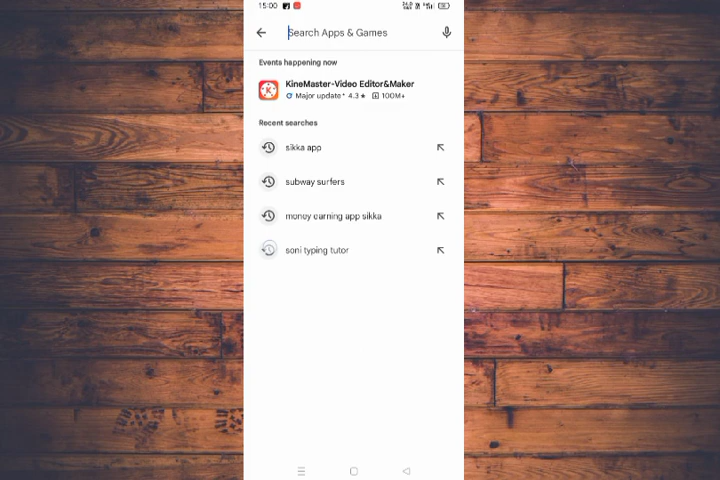 15:00
Search Apps & Games
Events happening now
KineMaster-Video Editor&Maker
Major update* 4.3 ★ 100M+
Recent searches
sikka app
subway surfers
money earning app sikka
soni typing tutor